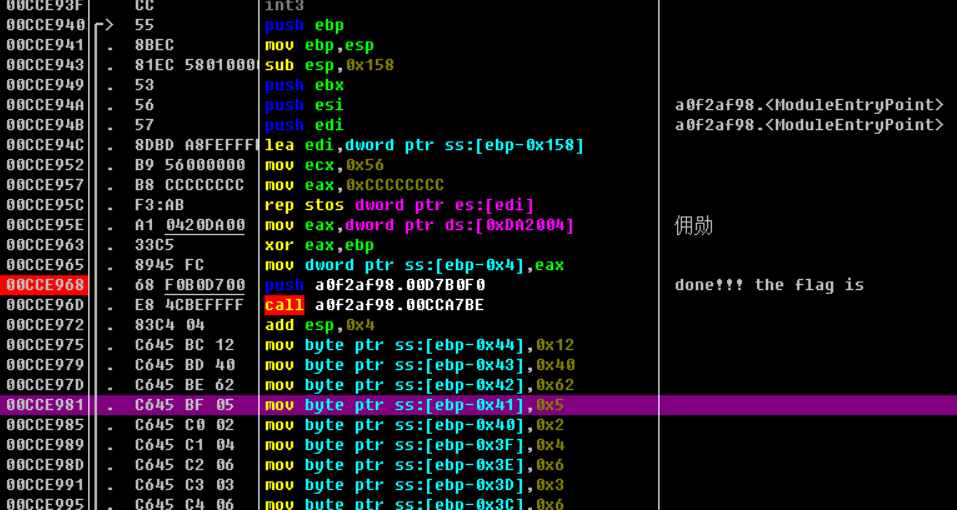 00CCE93F CC int3
00CCE940 55 push ebp
00CCE941 . 8BEC mov ebp,esp
00CCE943 . 81EC 5801000 sub esp,0x158
00CCE949 . 53 push ebx
00CCE94A . 56 push esi a0f2af98.<ModuleEntryPoint>
00CCE94B . 57 push edi a0f2af98.<ModuleEntryPoint>
00CCE94C . 8DBD A8FEFFF lea edi,dword ptr ss:[ebp-0x158]
00CCE952 . B9 56000000 mov ecx,0x56
00CCE957 . B8 CCCCCCCC mov eax,0xCCCCCCCC
00CCE95C . F3:AB rep stos dword ptr es:[edi]
00CCE95E . A1 0420DA00 mov eax,dword ptr ds:[0xDA2004] 佣勋
00CCE963 . 33C5 xor eax,ebp
00CCE965 . 8945 FC mov dword ptr ss:[ebp-0x4],eax
00CCE968 . 68 F0B0D700 push a0f2af98.00D7B0F0 done!!! the flag is
00CCE96D . E8 4CBEFFFF call a0f2af98.00CCA7BE
00CCE972 . 83C4 04 add esp,0x4
00CCE975 . C645 BC 12 mov byte ptr ss:[ebp-0x44],0x12
00CCE979 . C645 BD 40 mov byte ptr ss:[ebp-0x43],0x40
00CCE97D . C645 BE 62 mov byte ptr ss:[ebp-0x42],0x62
00CCE981 . C645 BF 05 mov byte ptr ss:[ebp-0x41],0x5
00CCE985 . C645 C0 02 mov byte ptr ss:[ebp-0x40],0x2
00CCE989 . C645 C1 04 mov byte ptr ss:[ebp-0x3F],0x4
00CCE98D . C645 C2 06 mov byte ptr ss:[ebp-0x3E],0x6
00CCE991 . C645 C3 03 mov byte ptr ss:[ebp-0x3D],0x3
00CCE995 . C645 C4 06 mov byte ptr ss:[ebp-0x3C],0x6